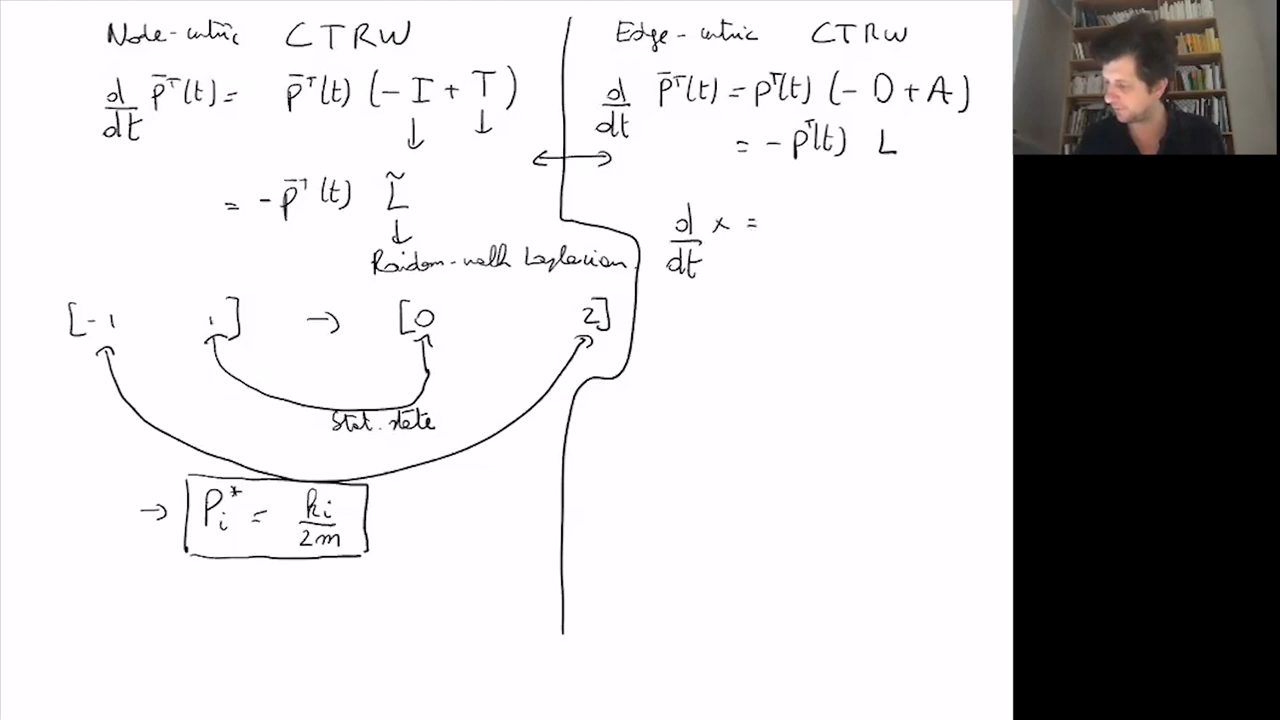 Node-centric CTRW
d/dt p̄ᵀ(t) = p̄ᵀ(t) (- I + T)
= - p̄ᵀ(t) L̃
Random-walk Laplacian
[-1 1] → [0 2]
Stat. state
→ Pᵢ* = kᵢ/2m
Edge-centric CTRW
d/dt p̄ᵀ(t) = pᵀ(t) (- D + A)
= - pᵀ(t) L
d/dt x =